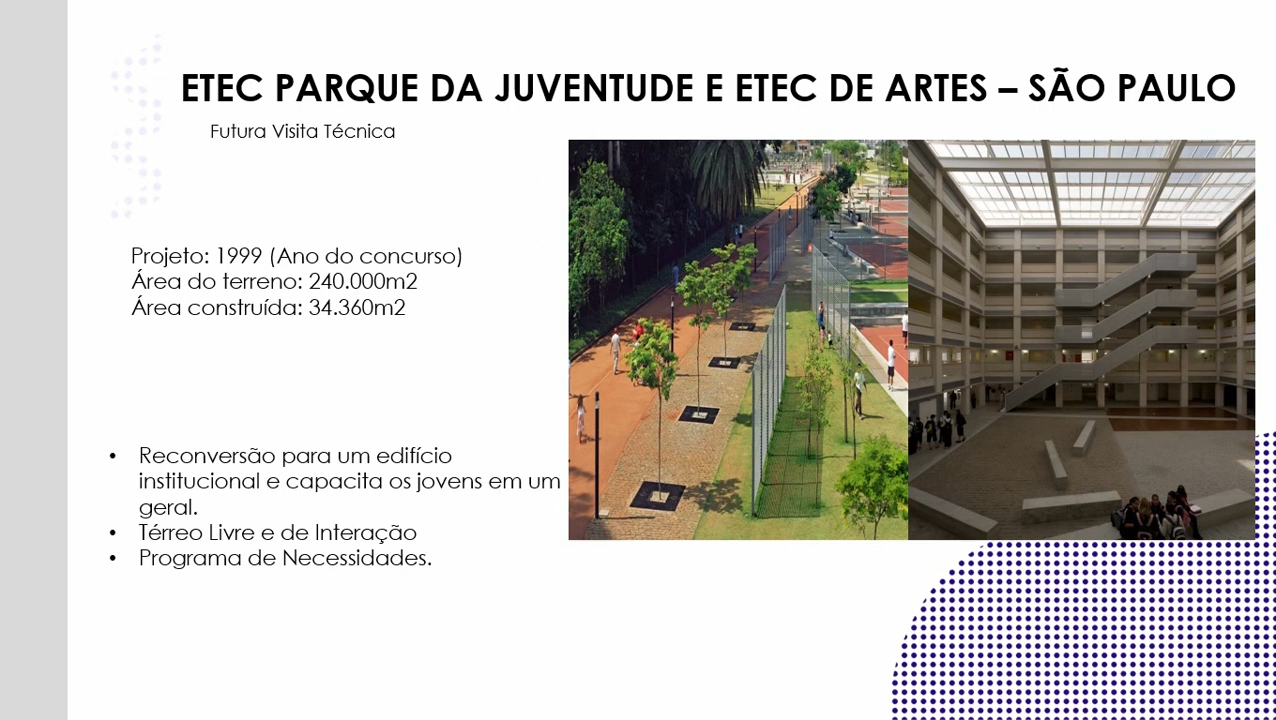 ETEC PARQUE DA JUVENTUDE E ETEC DE ARTES – SÃO PAULO
Futura Visita Técnica
Projeto: 1999 (Ano do concurso)
Área do terreno: 240.000m2
Área construída: 34.360m2
• Reconversão para um edifício
institucional e capacita os jovens em um
geral.
• Térreo Livre e de Interação
• Programa de Necessidades.